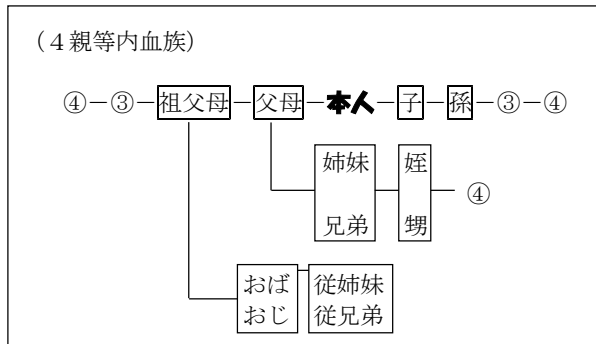 （４親等内血族）
④－③－祖父母－父母－本人－子－孫－③－④
姉妹
兄弟
姪
甥
④
おば
おじ
従姉妹
従兄弟